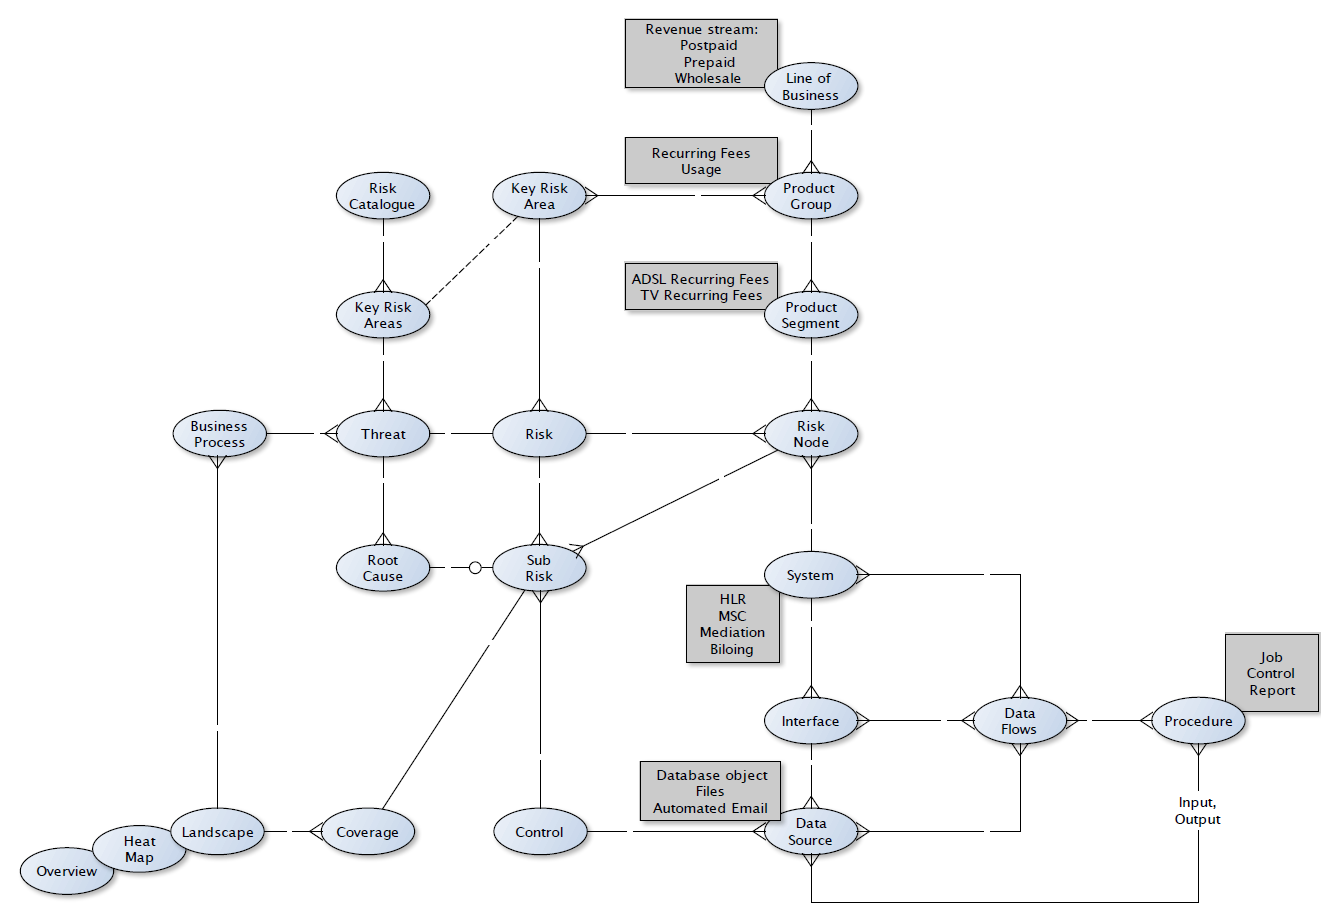 Revenue stream:
Postpaid
Prepaid
Wholesale
Line of
Business
Recurring Fees
Usage
Risk
Catalogue
Key Risk
Area
Product
Group
ADSL Recurring Fees
TV Recurring Fees
Key Risk
Areas
Product
Segment
Business
Process
Threat
Risk
Risk
Node
Root
Cause
Sub
Risk
System
HLR
MSC
Mediation
Biloing
Job
Control
Report
Interface
Data
Flows
Procedure
Database object
Files
Automated Email
Input,
Output
Landscape
Coverage
Control
Data
Source
Heat
Map
Overview